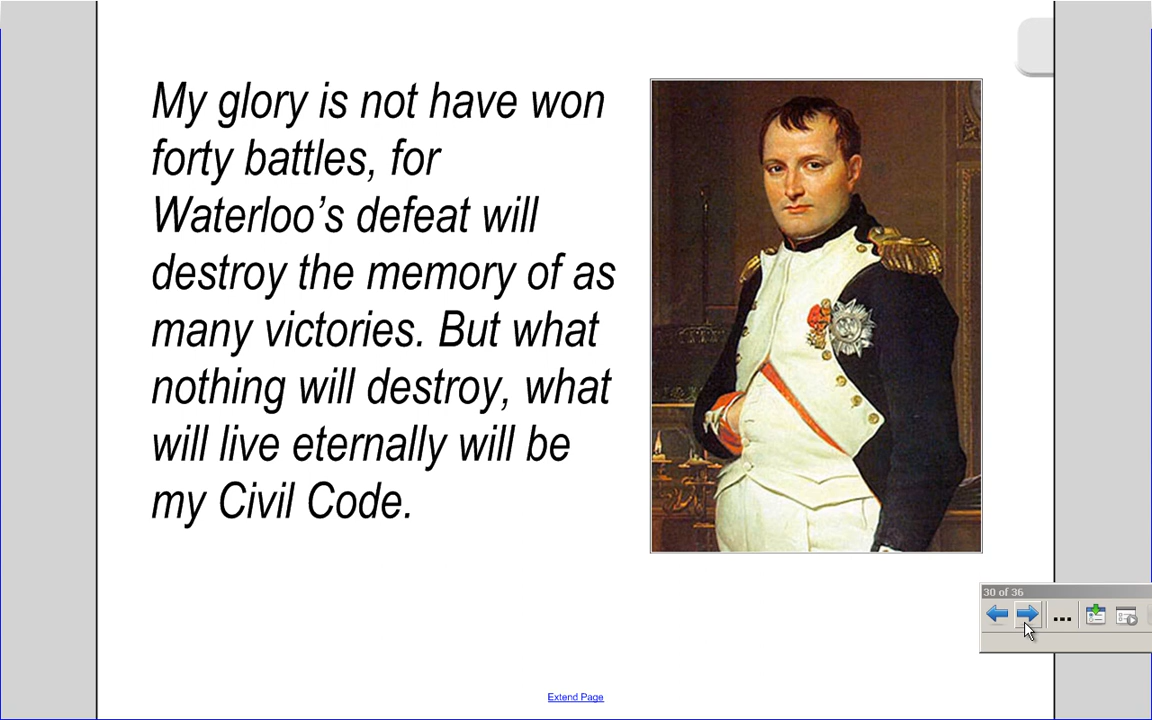 My glory is not have won
forty battles, for
Waterloo’s defeat will
destroy the memory of as
many victories. But what
nothing will destroy, what
will live eternally will be
my Civil Code.
30 of 36
...
Extend Page